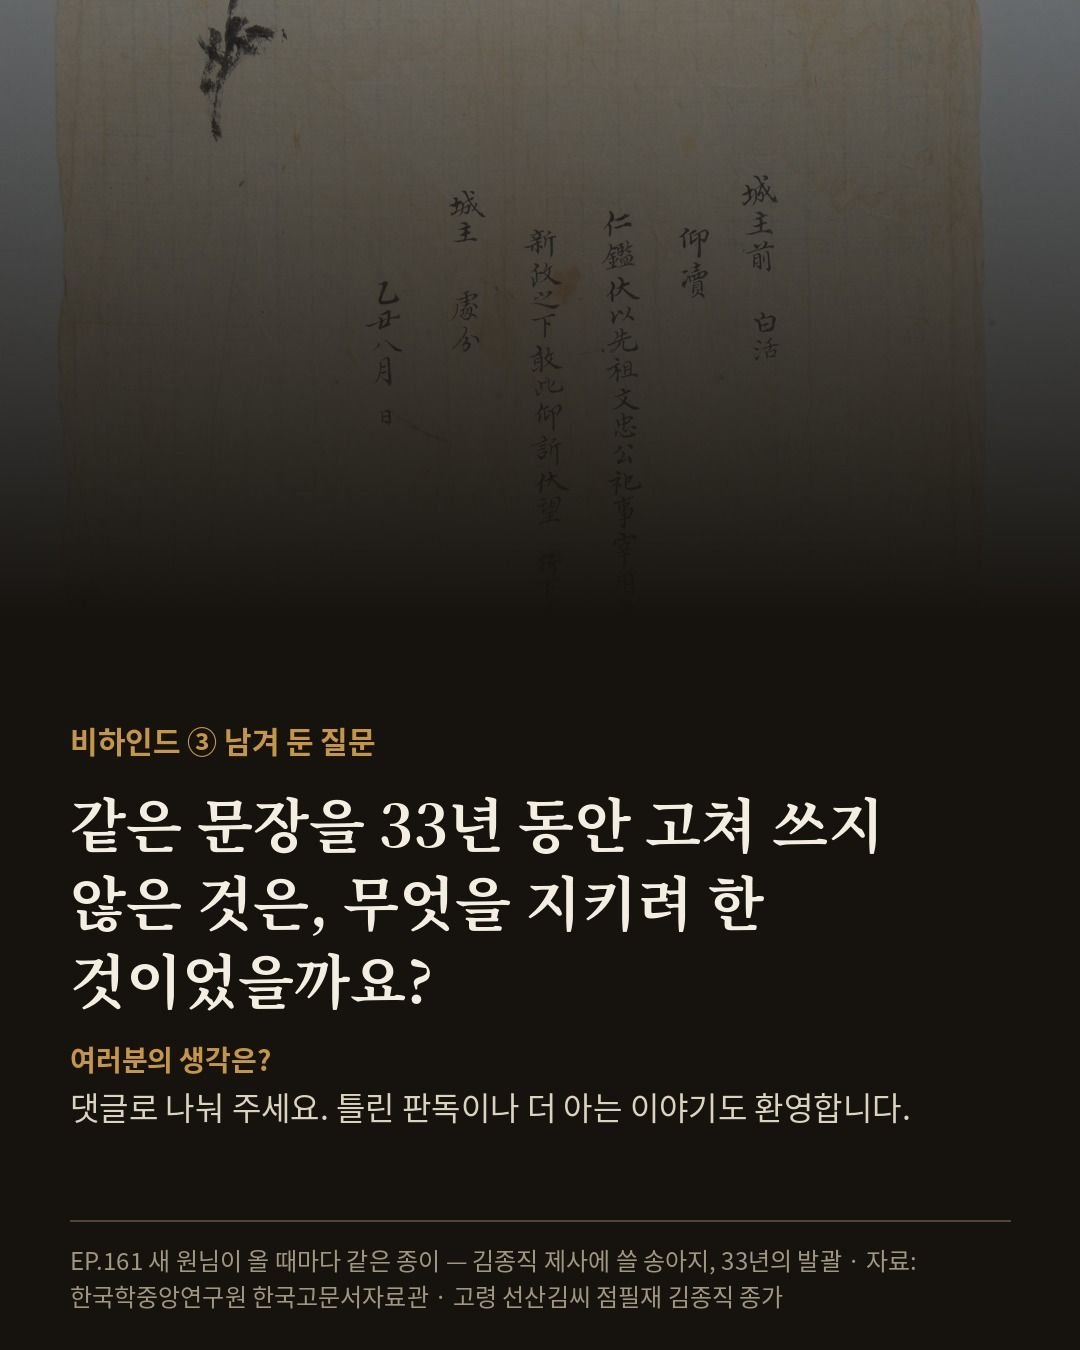 城主前 白活
仰瀆
仁鑑伏以先祖文忠公祀事
新政之下敢此仰訴伏望
城主 處分
乙丑八月 日
비하인드 ③ 남겨 둔 질문
같은 문장을 33년 동안 고쳐 쓰지
않은 것은, 무엇을 지키려 한
것이었을까요?
여러분의 생각은?
댓글로 나눠 주세요. 틀린 판독이나 더 아는 이야기도 환영합니다.
EP.161 새 원님이 올 때마다 같은 종이 — 김종직 제사에 쓸 송아지, 33년의 발괄 · 자료:
한국학중앙연구원 한국고문서자료관 · 고령 선산김씨 점필재 김종직 종가